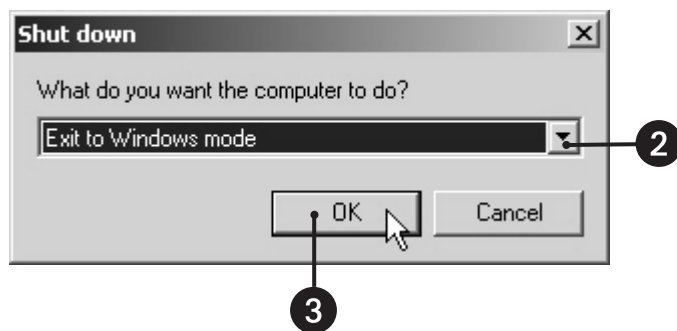 Shut down
What do you want the computer to do?
Exit to Windows mode
2
OK Cancel
3